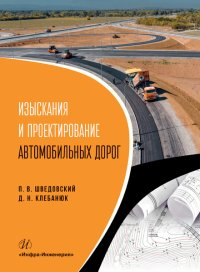 ИЗЫСКАНИЯ
И ПРОЕКТИРОВАНИЕ
АВТОМОБИЛЬНЫХ ДОРОГ
П. В. ШВЕДОВСКИЙ
Д. Н. КЛЕБАНЮК
«Инфра-Инженерия»